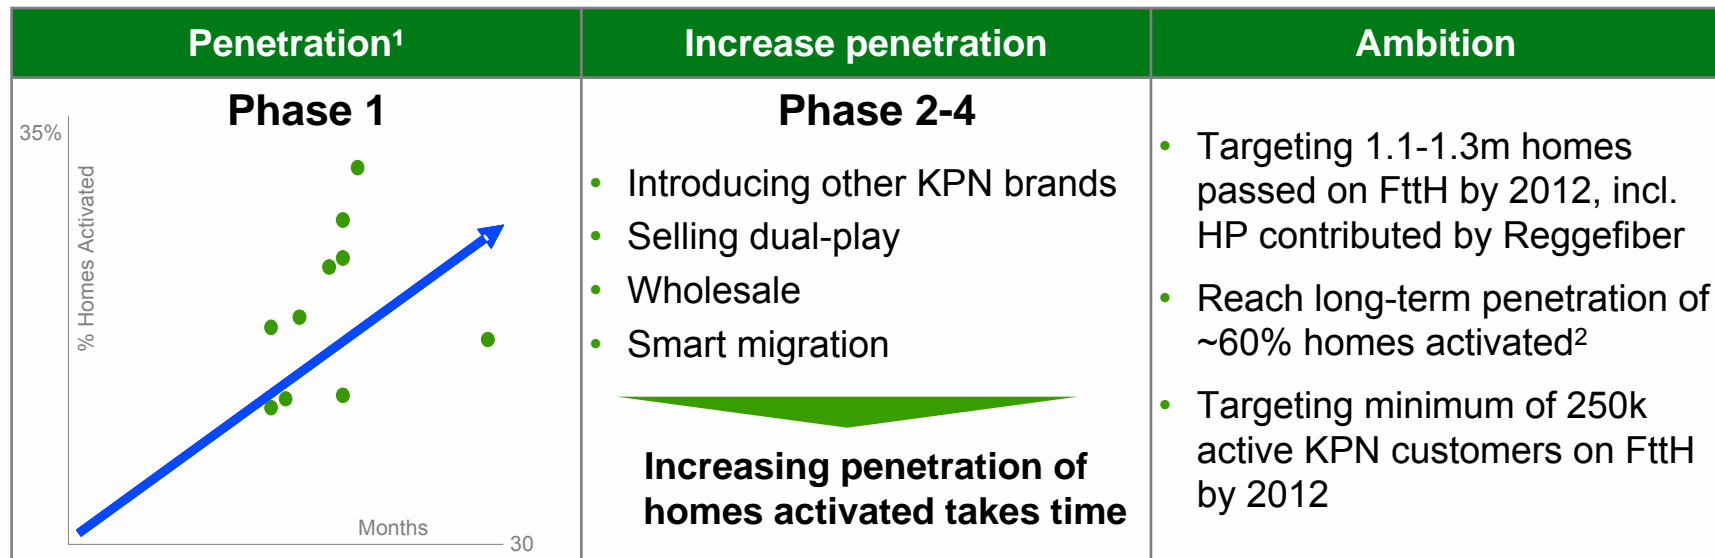 Penetration¹
Increase penetration
Ambition
Phase 1
35%
% Homes Activated
Months
30
Phase 2-4
• Introducing other KPN brands
• Selling dual-play
• Wholesale
• Smart migration
Increasing penetration of
homes activated takes time
• Targeting 1.1-1.3m homes
passed on FttH by 2012, incl.
HP contributed by Reggefiber
• Reach long-term penetration of
~60% homes activated²
• Targeting minimum of 250k
active KPN customers on FttH
by 2012